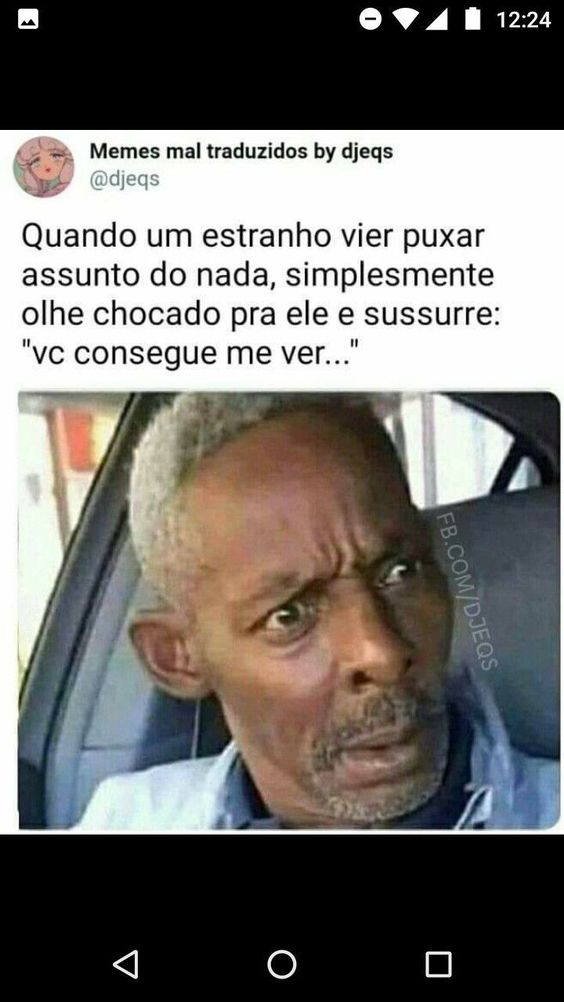 12:24
Memes mal traduzidos by djeqs
@djeqs
Quando um estranho vier puxar
assunto do nada, simplesmente
olhe chocado pra ele e sussurre:
"vc consegue me ver..."
FB.COM/DJEQS